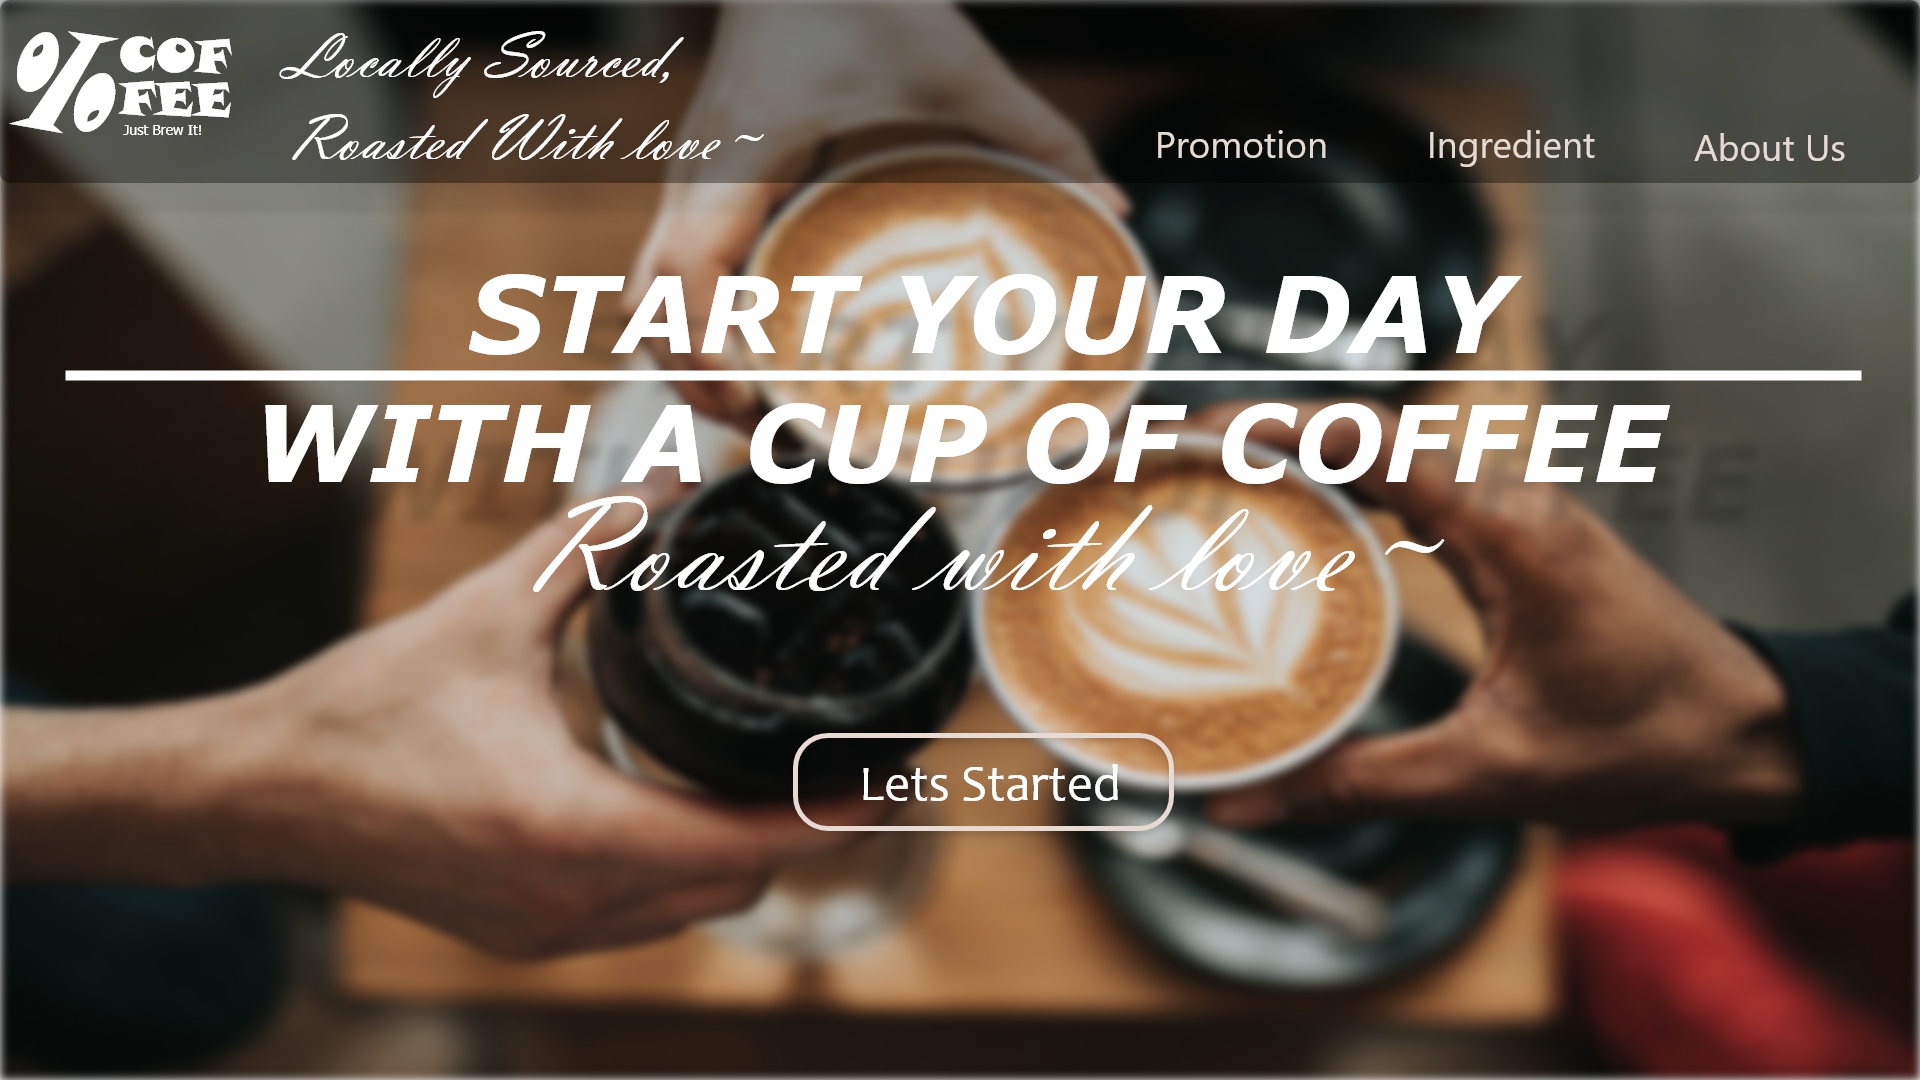 % COF
FEE
Just Brew It!
Locally Sourced,
Roasted With love ~
Promotion
Ingredient
About Us
START YOUR DAY
WITH A CUP OF COFFEE
Roasted with love ~
Lets Started